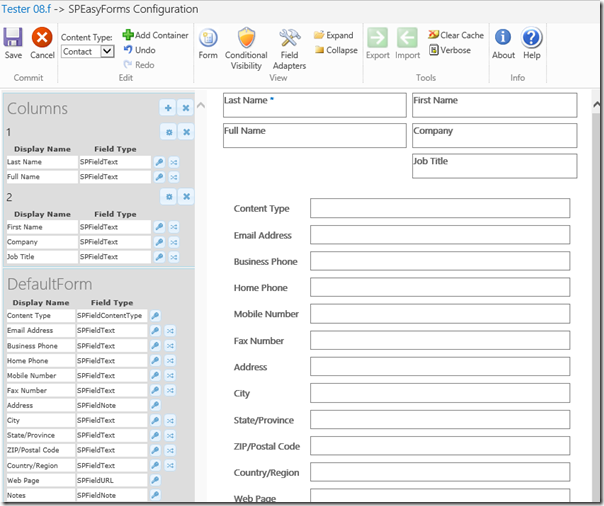 Tester 08.f -> SPEasyForms Configuration
Save
Cancel
Commit
Content Type:
Contact
Add Container
Undo
Redo
Edit
Form
Conditional Visibility
Field Adapters
Expand
Collapse
View
Export
Import
Clear Cache
Verbose
Tools
About
Help
Info
Columns
1
Display Name Field Type
Last Name SPFieldText
Full Name SPFieldText
2
Display Name Field Type
First Name SPFieldText
Company SPFieldText
Job Title SPFieldText
DefaultForm
Display Name Field Type
Content Type SPFieldContentType
Email Address SPFieldText
Business Phone SPFieldText
Home Phone SPFieldText
Mobile Number SPFieldText
Fax Number SPFieldText
Address SPFieldNote
City SPFieldText
State/Province SPFieldText
ZIP/Postal Code SPFieldText
Country/Region SPFieldText
Web Page SPFieldURL
Notes SPFieldNote
Last Name * First Name
Full Name Company
Job Title
Content Type
Email Address
Business Phone
Home Phone
Mobile Number
Fax Number
Address
City
State/Province
ZIP/Postal Code
Country/Region
Web Page